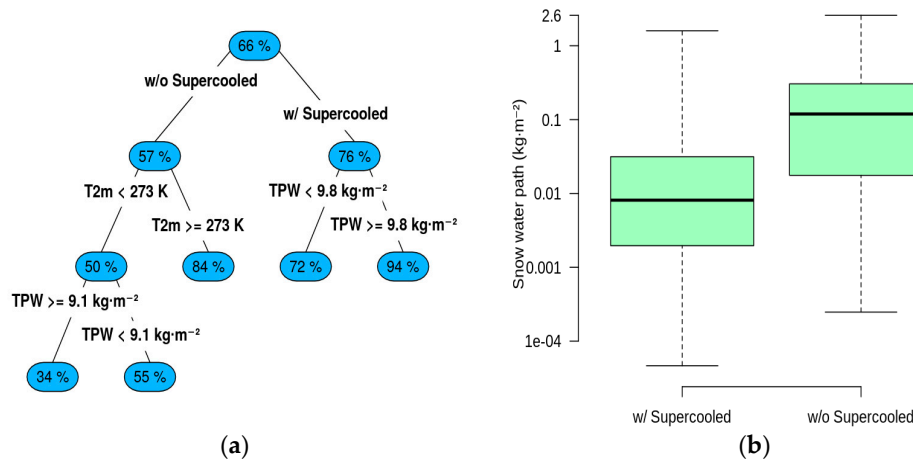 66 %
w/o Supercooled
w/ Supercooled
57 %
76 %
T2m < 273 K
T2m >= 273 K
TPW < 9.8 kg·m⁻²
TPW >= 9.8 kg·m⁻²
50 %
84 %
72 %
94 %
TPW >= 9.1 kg·m⁻²
TPW < 9.1 kg·m⁻²
34 %
55 %
(a)
Snow water path (kg·m⁻²)
2.6
1
0.1
0.01
0.001
1e-04
w/ Supercooled
w/o Supercooled
(b)